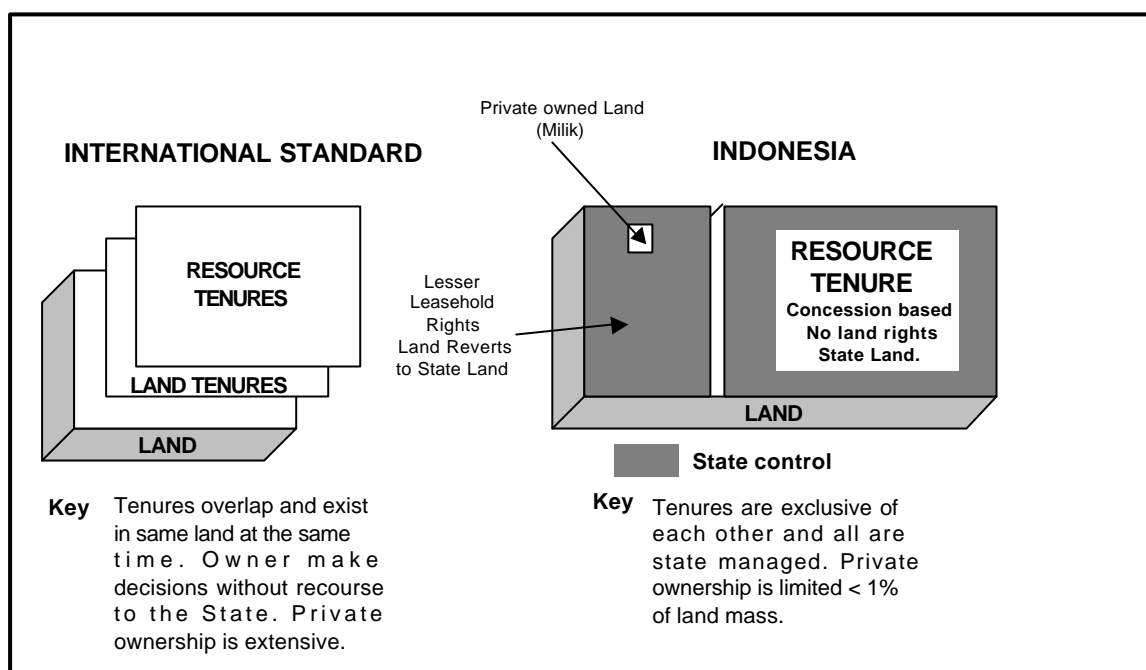 INTERNATIONAL STANDARD
RESOURCE
TENURES
LAND TENURES
LAND
Key
Tenures overlap and exist
in same land at the same
time. Owner make
decisions without recourse
to the State. Private
ownership is extensive.
Private owned Land
(Milik)
INDONESIA
Lesser
Leasehold
Rights
Land Reverts
to State Land
RESOURCE
TENURE
Concession based
No land rights
State Land.
LAND
State control
Key
Tenures are exclusive of
each other and all are
state managed. Private
ownership is limited < 1%
of land mass.